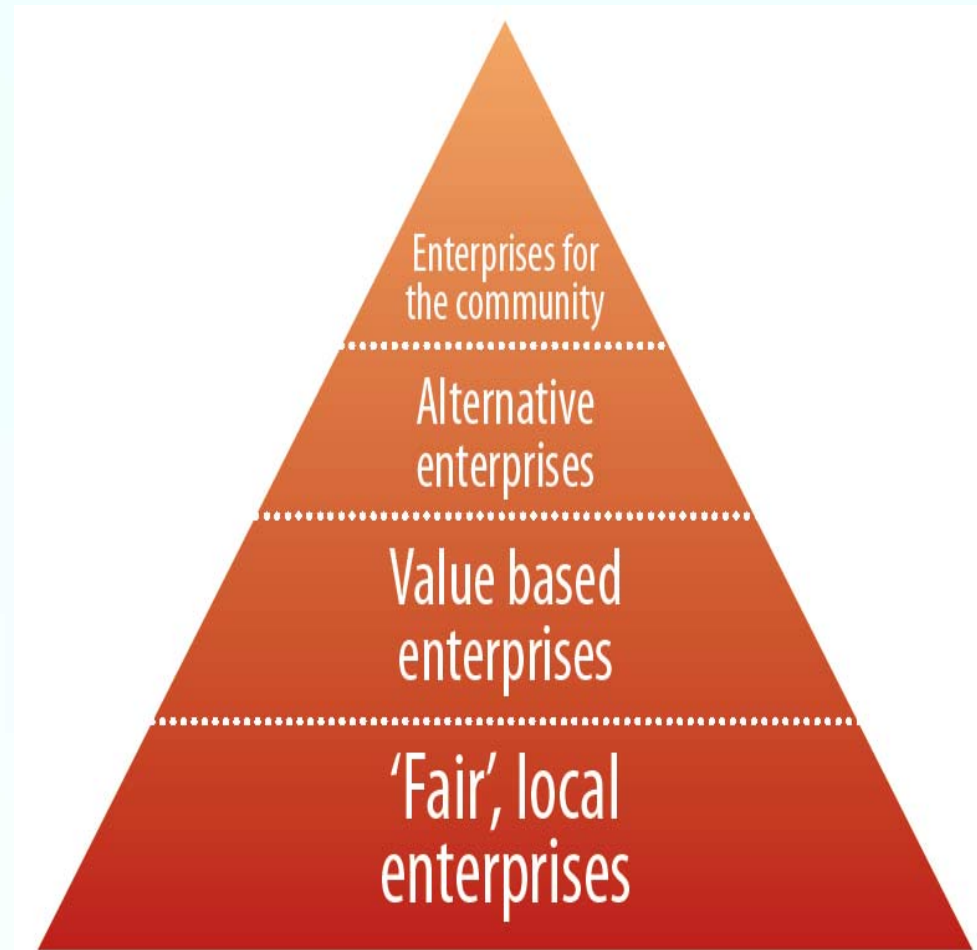 Enterprises for
the community
Alternative
enterprises
Value based
enterprises
‘Fair’, local
enterprises